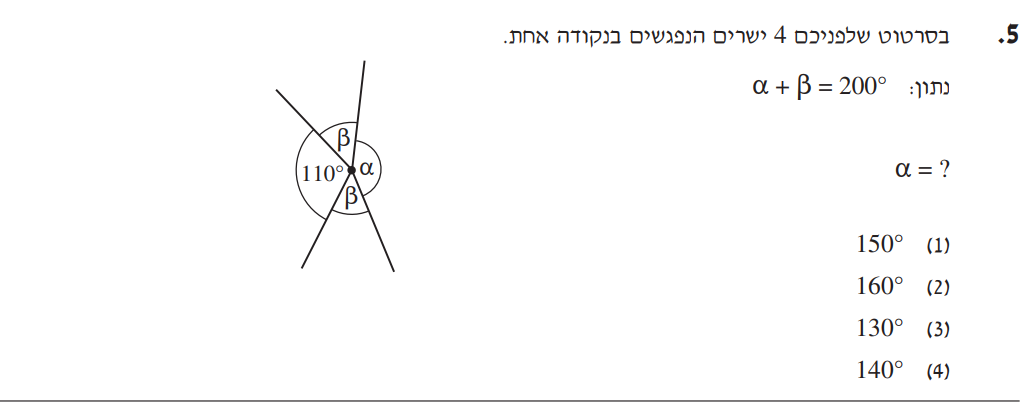 5. בסרטוט שלפניכם 4 ישרים הנפגשים בנקודה אחת.
נתון: α + β = 200°
α = ?
(1) 150°
(2) 160°
(3) 130°
(4) 140°
β
110° α
β